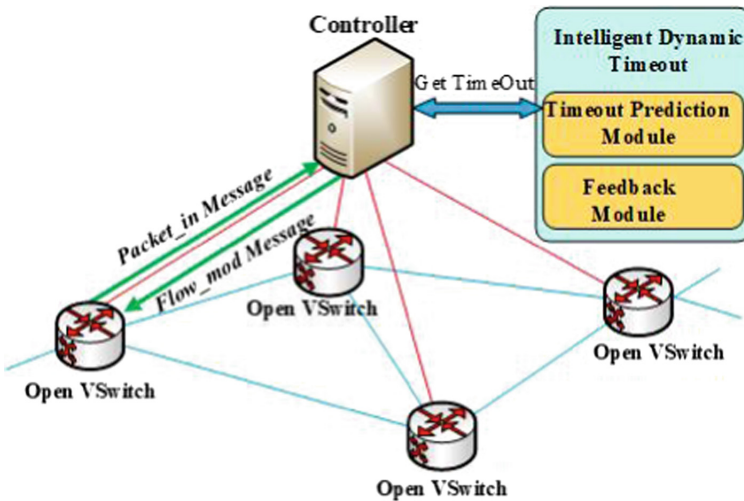 Controller
Intelligent Dynamic
Timeout
Get TimeOut
Timeout Prediction
Module
Feedback
Module
Packet_in Message
Flow_mod Message
Open VSwitch
Open VSwitch
Open VSwitch
Open VSwitch